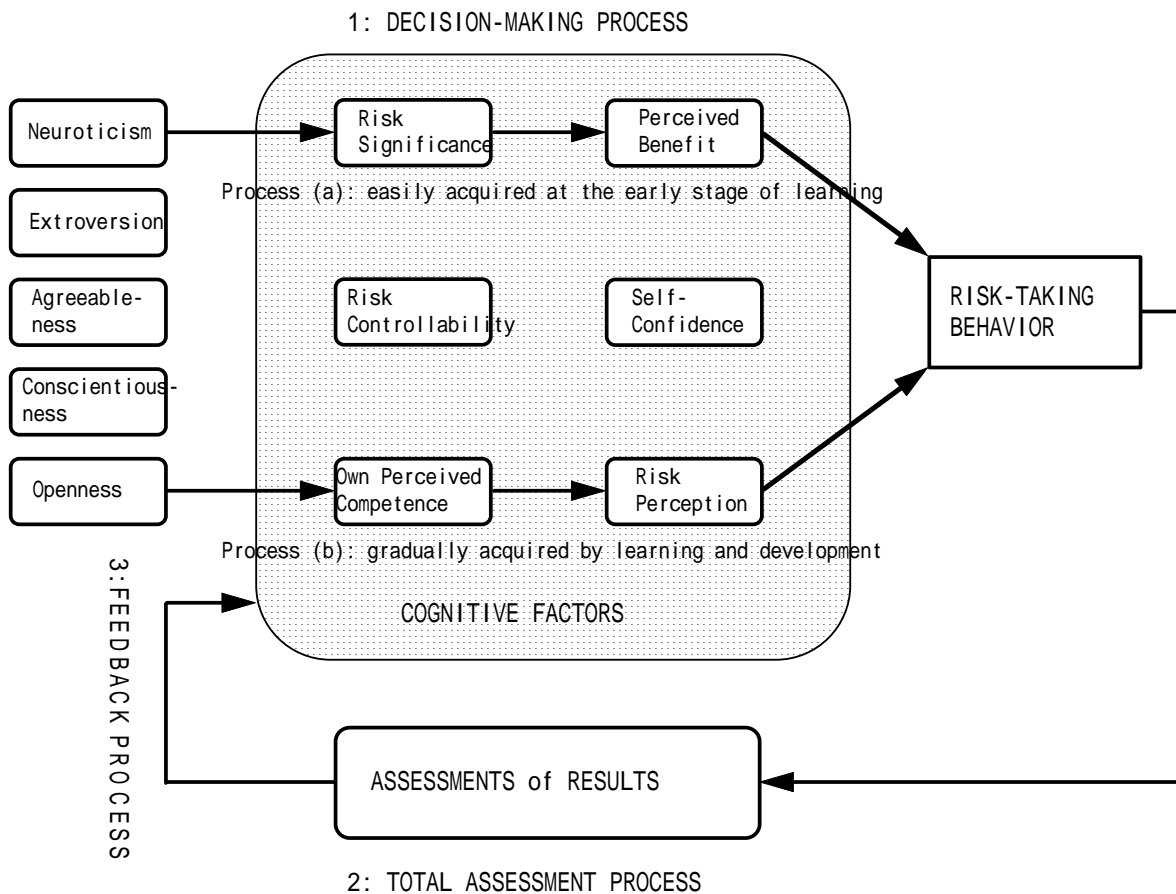 1: DECISION-MAKING PROCESS
Neuroticism
Risk
Significance
Perceived
Benefit
Process (a): easily acquired at the early stage of learning
Extroversion
Agreeable-
ness
Risk
Controllability
Self-
Confidence
RISK-TAKING
BEHAVIOR
Conscientious-
ness
Openness
Own Perceived
Competence
Risk
Perception
Process (b): gradually acquired by learning and development
COGNITIVE FACTORS
3:FEEDBACK PROCESS
ASSESSMENTS of RESULTS
2: TOTAL ASSESSMENT PROCESS